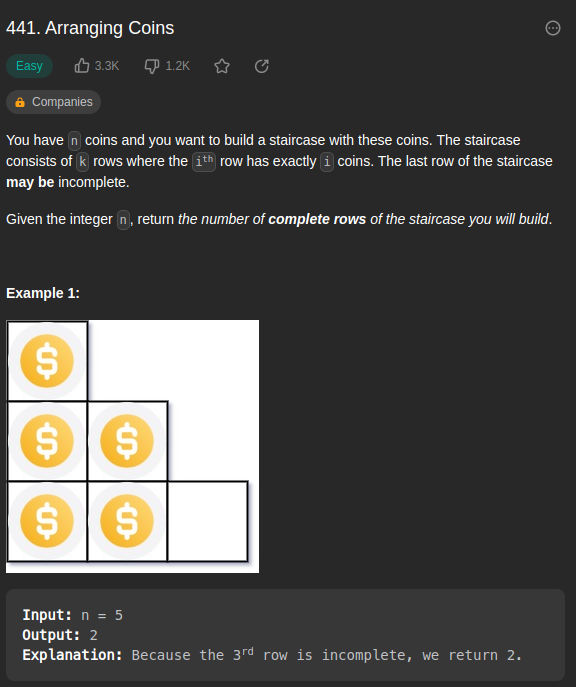 441. Arranging Coins
Easy 3.3K 1.2K
Companies
You have n coins and you want to build a staircase with these coins. The staircase
consists of k rows where the iᵗʰ row has exactly i coins. The last row of the staircase
may be incomplete.
Given the integer n, return the number of complete rows of the staircase you will build.
Example 1:
$
$ $
$ $
Input: n = 5
Output: 2
Explanation: Because the 3ʳᵈ row is incomplete, we return 2.